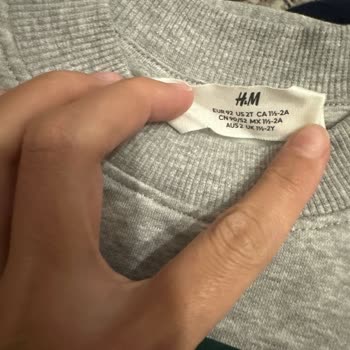 H&M
EUR 92 US 2T CA 1½-2A
CN 90/52 MX 1½-2A
AUS 2 UK 1½-2Y